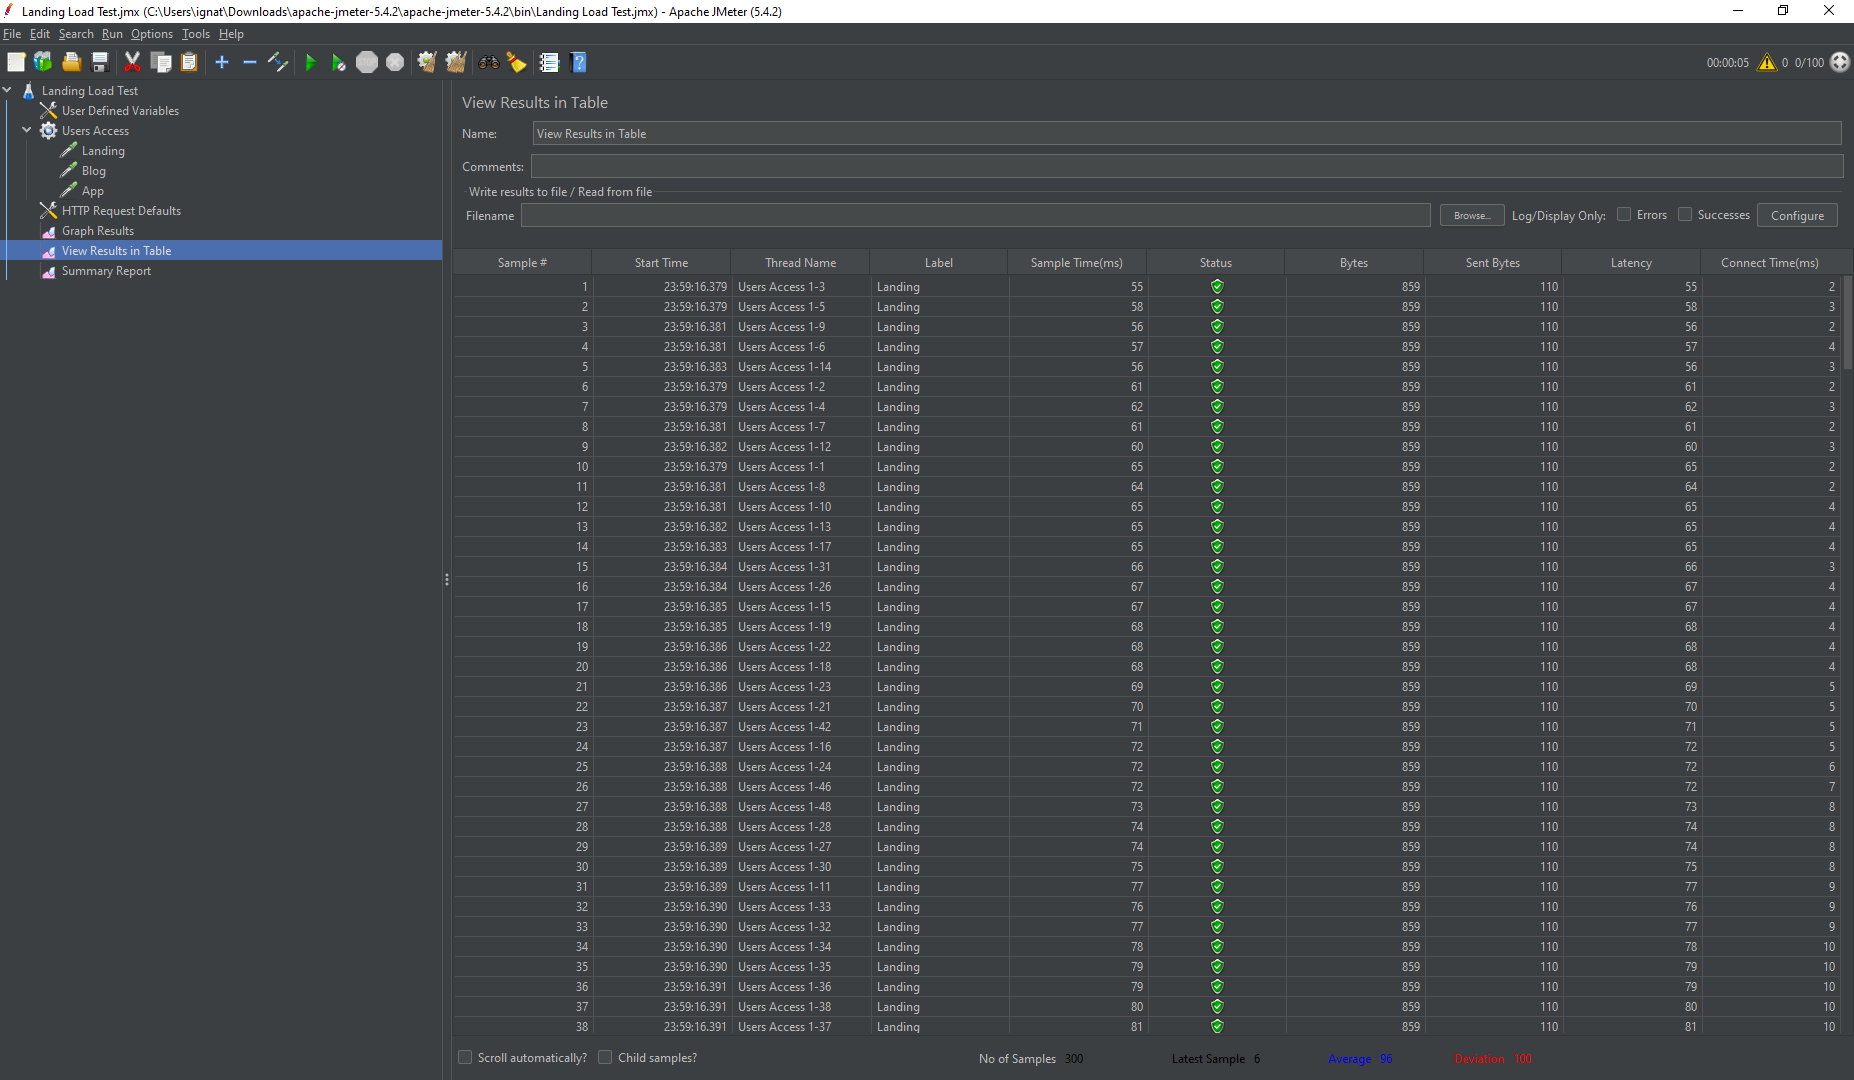 Landing Load Test.jmx (C:\Users\ignat\Downloads\apache-jmeter-5.4.2\apache-jmeter-5.4.2\bin\Landing Load Test.jmx) - Apache JMeter (5.4.2)
File Edit Search Run Options Tools Help
STOP 00:00:05 0 0/100
Landing Load Test
User Defined Variables
Users Access
Landing
Blog
App
HTTP Request Defaults
Graph Results
View Results in Table
Summary Report
View Results in Table
Name: View Results in Table
Comments:
Write results to file / Read from file
Filename Browse... Log/Display Only: Errors Successes Configure
Sample # Start Time Thread Name Label Sample Time(ms) Status Bytes Sent Bytes Latency Connect Time(ms)
1 23:59:16.379 Users Access 1-3 Landing 55 859 110 55 2
2 23:59:16.379 Users Access 1-5 Landing 58 859 110 58 3
3 23:59:16.381 Users Access 1-9 Landing 56 859 110 56 2
4 23:59:16.381 Users Access 1-6 Landing 57 859 110 57 4
5 23:59:16.383 Users Access 1-14 Landing 56 859 110 56 3
6 23:59:16.379 Users Access 1-2 Landing 61 859 110 61 2
7 23:59:16.379 Users Access 1-4 Landing 62 859 110 62 3
8 23:59:16.381 Users Access 1-7 Landing 61 859 110 61 2
9 23:59:16.382 Users Access 1-12 Landing 60 859 110 60 3
10 23:59:16.379 Users Access 1-1 Landing 65 859 110 65 2
11 23:59:16.381 Users Access 1-8 Landing 64 859 110 64 2
12 23:59:16.381 Users Access 1-10 Landing 65 859 110 65 4
13 23:59:16.382 Users Access 1-13 Landing 65 859 110 65 4
14 23:59:16.383 Users Access 1-17 Landing 65 859 110 65 4
15 23:59:16.384 Users Access 1-31 Landing 66 859 110 66 3
16 23:59:16.384 Users Access 1-26 Landing 67 859 110 67 4
17 23:59:16.385 Users Access 1-15 Landing 67 859 110 67 4
18 23:59:16.385 Users Access 1-19 Landing 68 859 110 68 4
19 23:59:16.386 Users Access 1-22 Landing 68 859 110 68 4
20 23:59:16.386 Users Access 1-18 Landing 68 859 110 68 4
21 23:59:16.386 Users Access 1-23 Landing 69 859 110 69 5
22 23:59:16.387 Users Access 1-21 Landing 70 859 110 70 5
23 23:59:16.387 Users Access 1-42 Landing 71 859 110 71 5
24 23:59:16.387 Users Access 1-16 Landing 72 859 110 72 5
25 23:59:16.388 Users Access 1-24 Landing 72 859 110 72 6
26 23:59:16.388 Users Access 1-46 Landing 72 859 110 72 7
27 23:59:16.388 Users Access 1-48 Landing 73 859 110 73 8
28 23:59:16.388 Users Access 1-28 Landing 74 859 110 74 8
29 23:59:16.389 Users Access 1-27 Landing 74 859 110 74 8
30 23:59:16.389 Users Access 1-30 Landing 75 859 110 75 8
31 23:59:16.389 Users Access 1-11 Landing 77 859 110 77 9
32 23:59:16.390 Users Access 1-33 Landing 76 859 110 76 9
33 23:59:16.390 Users Access 1-32 Landing 77 859 110 77 9
34 23:59:16.390 Users Access 1-34 Landing 78 859 110 78 10
35 23:59:16.390 Users Access 1-35 Landing 79 859 110 79 10
36 23:59:16.391 Users Access 1-36 Landing 79 859 110 79 10
37 23:59:16.391 Users Access 1-38 Landing 80 859 110 80 10
38 23:59:16.391 Users Access 1-37 Landing 81 859 110 81 10
Scroll automatically? Child samples? No of Samples 300 Latest Sample 6 Average 96 Deviation 100